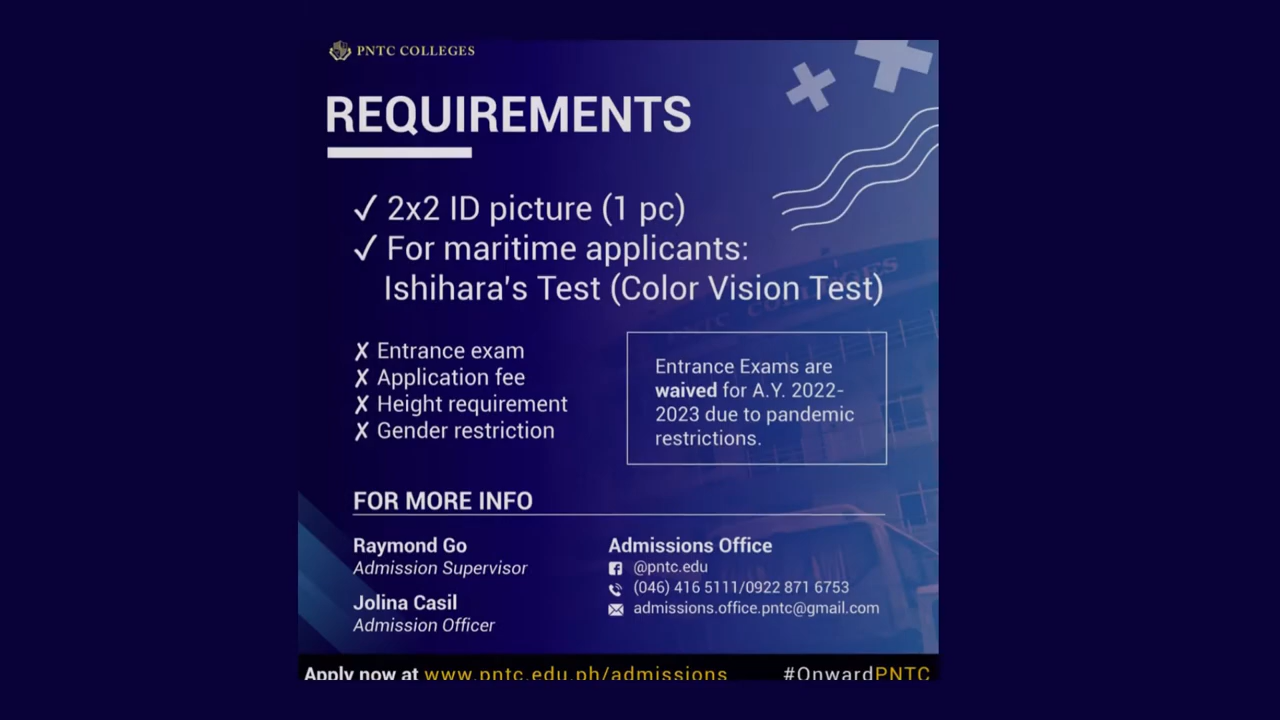 PNTC COLLEGES
REQUIREMENTS
✓ 2x2 ID picture (1 pc)
✓ For maritime applicants:
Ishihara's Test (Color Vision Test)
✗ Entrance exam
✗ Application fee
✗ Height requirement
✗ Gender restriction
Entrance Exams are
waived for A.Y. 2022-
2023 due to pandemic
restrictions.
FOR MORE INFO
Raymond Go
Admission Supervisor
Jolina Casil
Admission Officer
Admissions Office
@pntc.edu
(046) 416 5111/0922 871 6753
admissions.office.pntc@gmail.com
Apply now at www.pntc.edu.ph/admissions #OnwardPNTC
PNTC COLLEGES